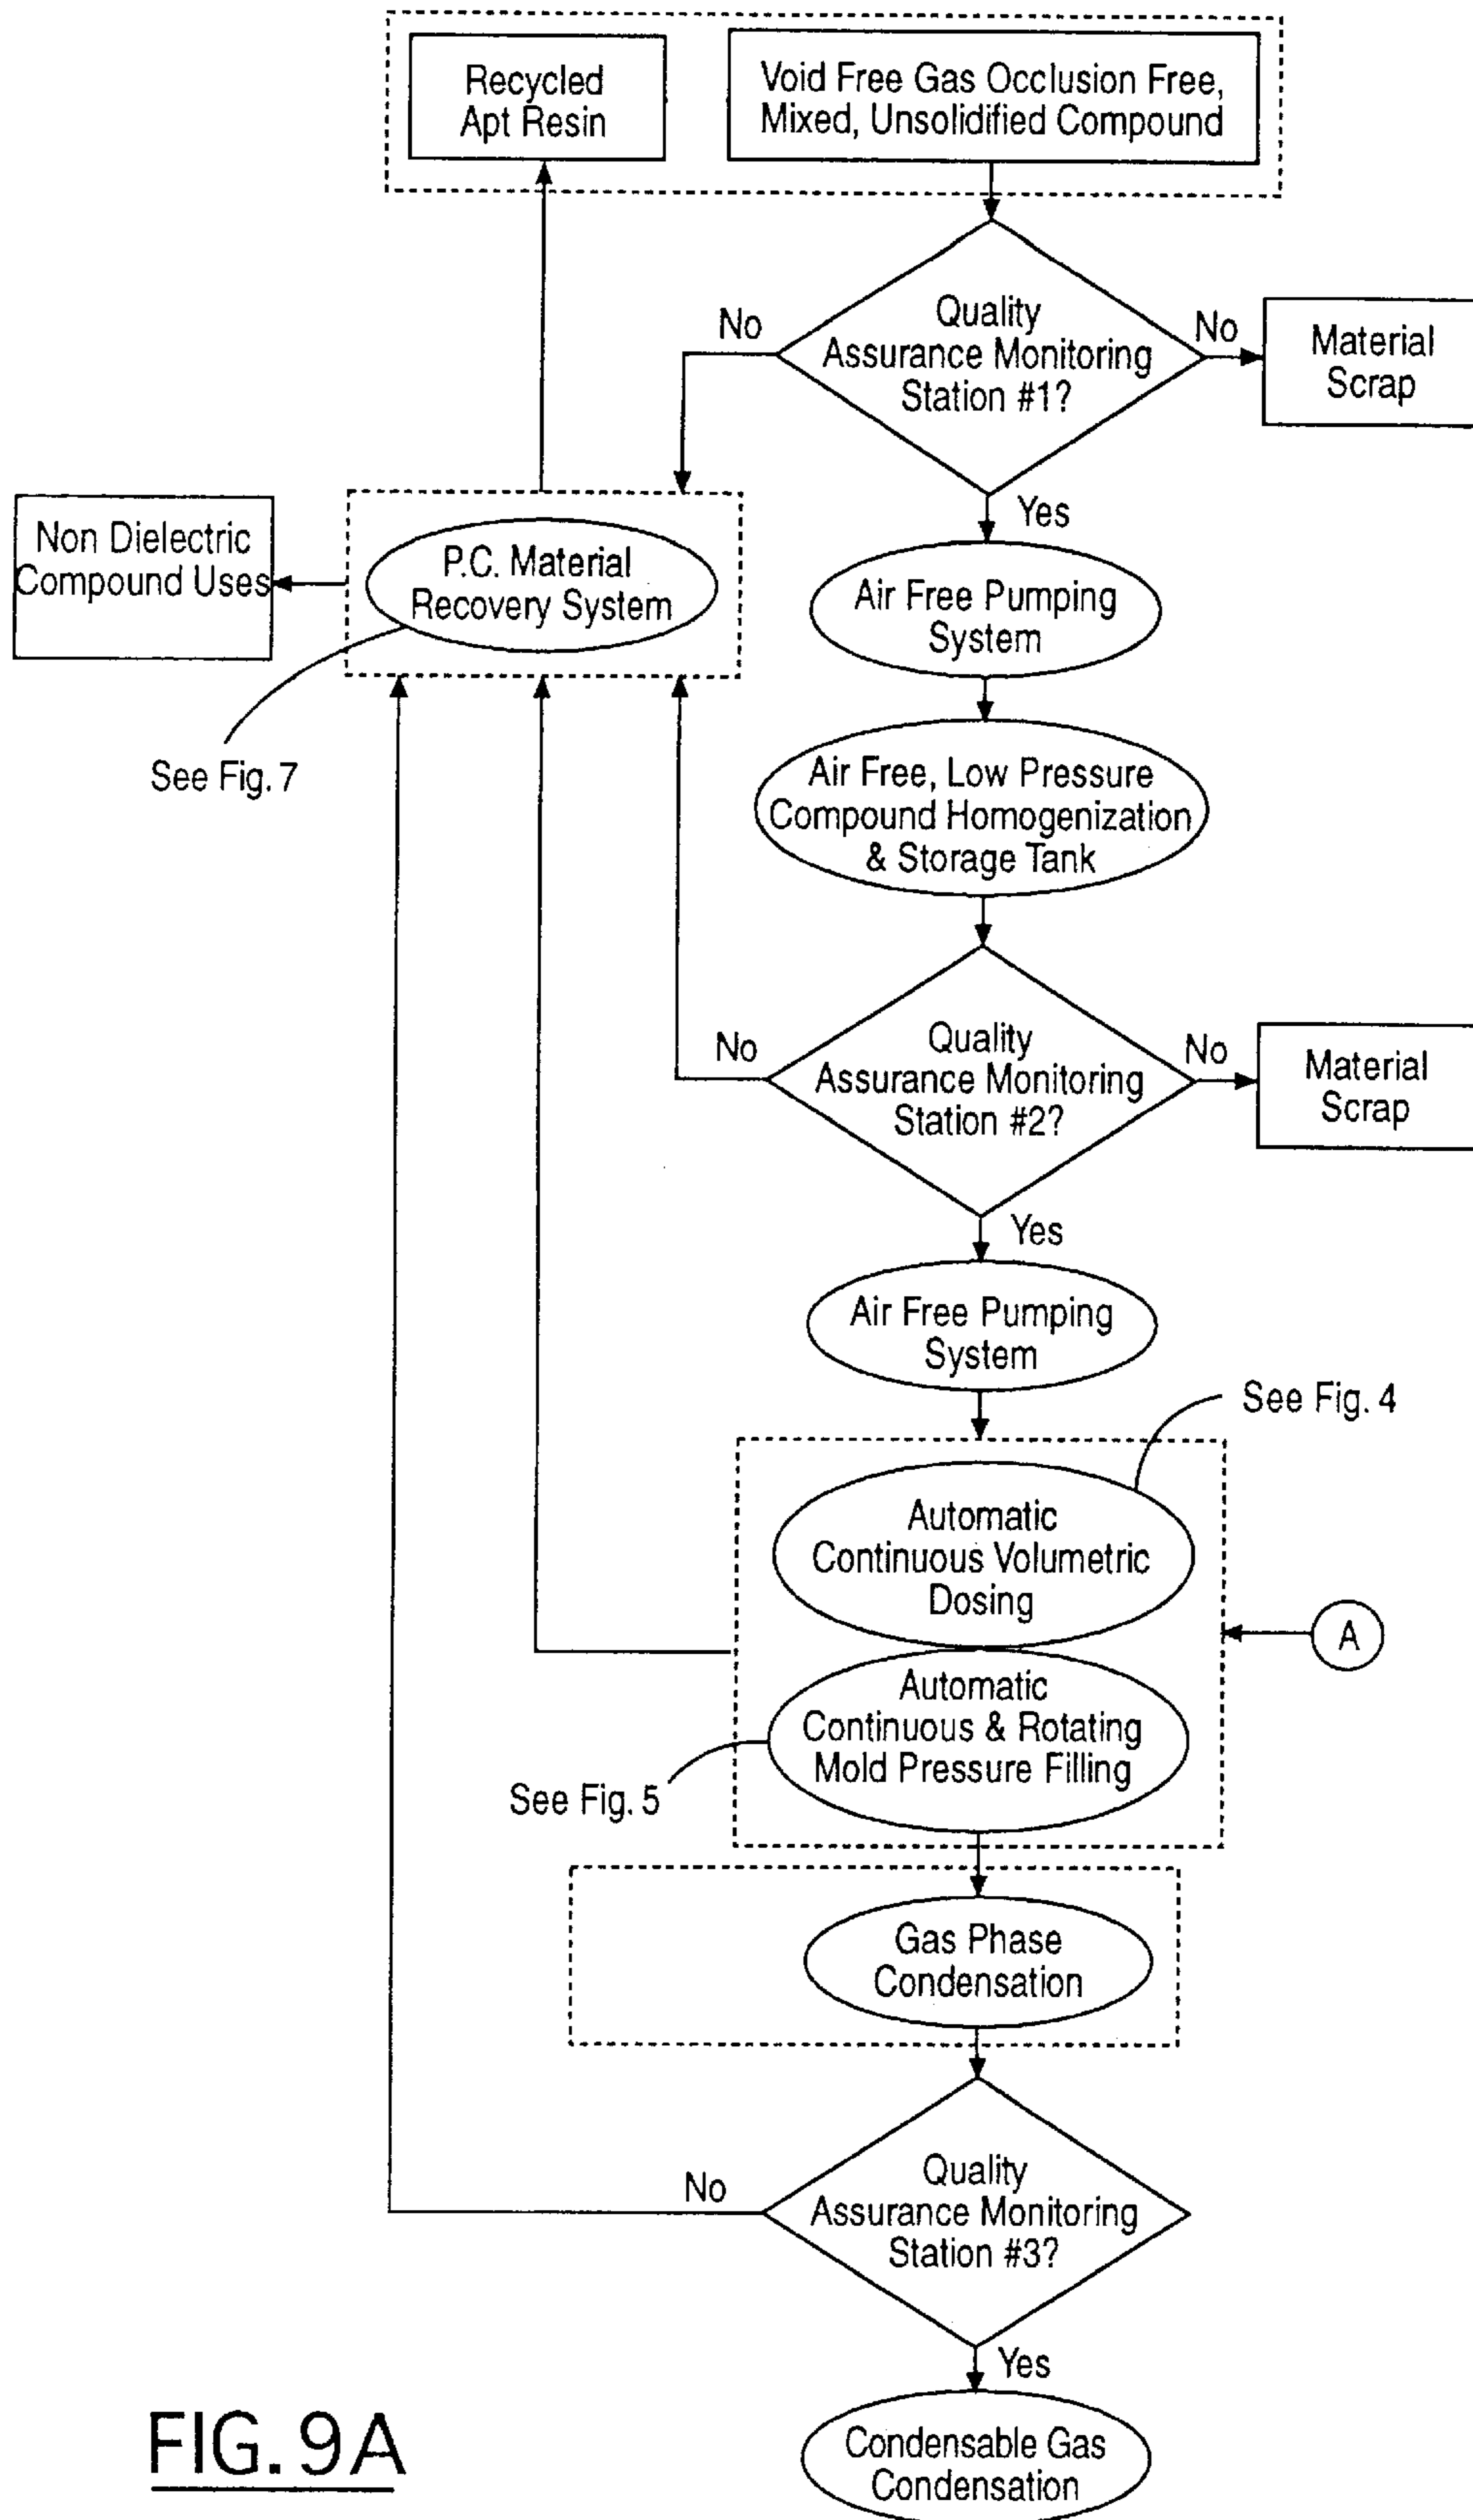 Recycled
Apt Resin
Void Free Gas Occlusion Free,
Mixed, Unsolidified Compound
Quality
Assurance Monitoring
Station #1?
No
No
Material
Scrap
Yes
Non Dielectric
Compound Uses
P.C. Material
Recovery System
Air Free Pumping
System
See Fig. 7
Air Free, Low Pressure
Compound Homogenization
& Storage Tank
Quality
Assurance Monitoring
Station #2?
No
No
Material
Scrap
Yes
Air Free Pumping
System
See Fig. 4
Automatic
Continuous Volumetric
Dosing
A
Automatic
Continuous & Rotating
Mold Pressure Filling
See Fig. 5
Gas Phase
Condensation
Quality
Assurance Monitoring
Station #3?
No
Yes
Condensable Gas
Condensation
FIG. 9A